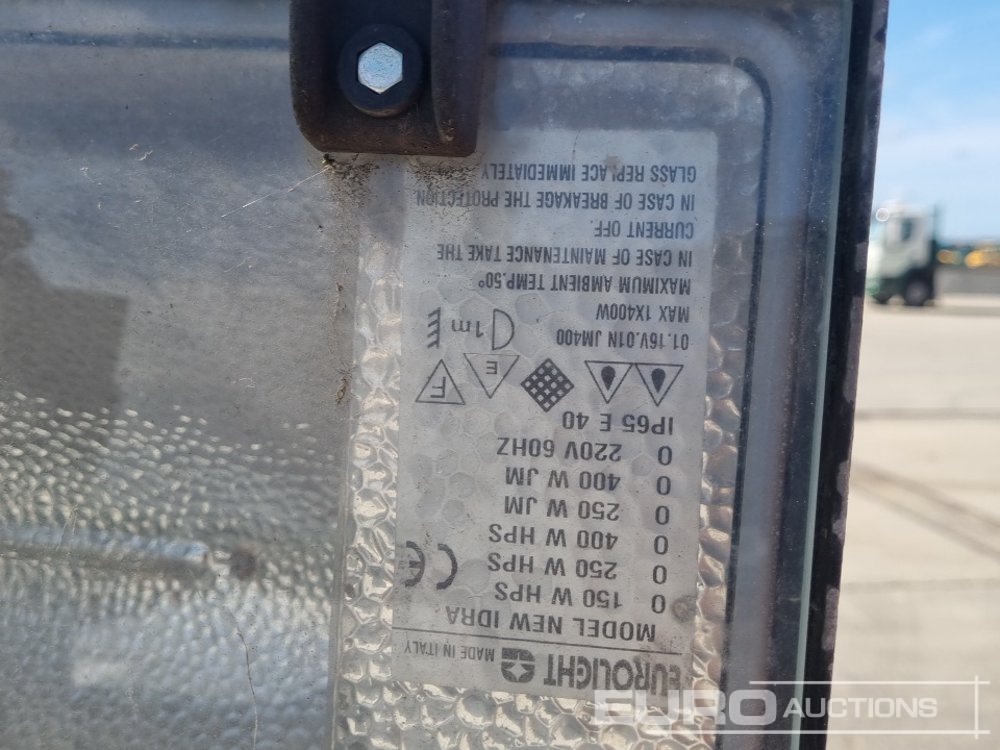 EUROLIGHT MADE IN ITALY
MODEL NEW IDRA
0 150 W HPS
0 250 W HPS
0 400 W HPS
0 250 W JM
0 400 W JM
0 220V 60HZ
IP65 E 40
F E
01.16V.01N JM400 1m
MAX 1X400W
MAXIMUM AMBIENT TEMP.50°
IN CASE OF MAINTENANCE TAKE THE
CURRENT OFF.
IN CASE OF BREAKAGE THE PROTECTION
GLASS REPLACE IMMEDIATELY
EURO AUCTIONS